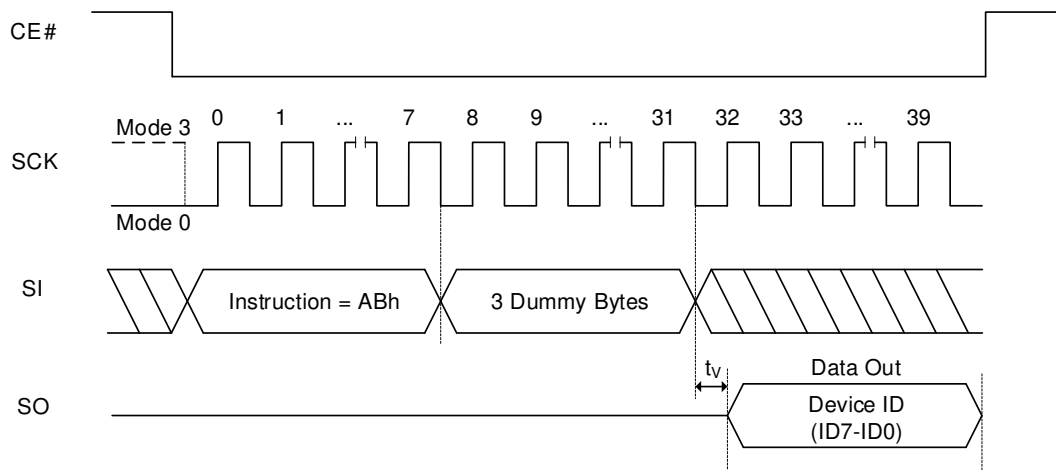 CE#
0 1 ... 7 8 9 ... 31 32 33 ... 39
Mode 3
SCK
Mode 0
SI
Instruction = ABh
3 Dummy Bytes
tV
Data Out
SO
Device ID
(ID7-ID0)